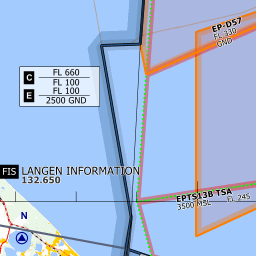 EP-D57
FL 330
GND
C
FL 660
FL 100
E
FL 100
2500 GND
FIS
LANGEN INFORMATION
132.650
EPTS13B TSA
3500 MSL FL 245
N